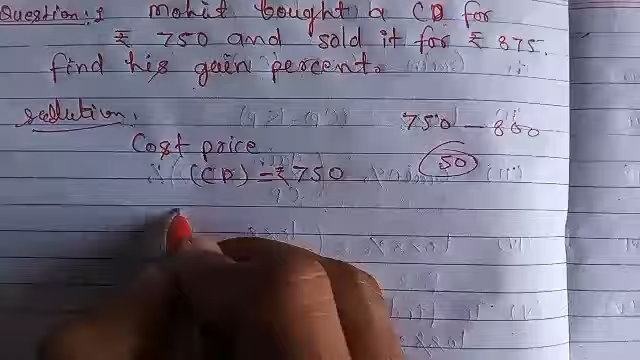 Question:1 Mohit bought a CD for
₹ 750 and sold it for ₹ 875.
find his gain percent.
Solution.
750 - 800
Cost price
50
(CP) = ₹750